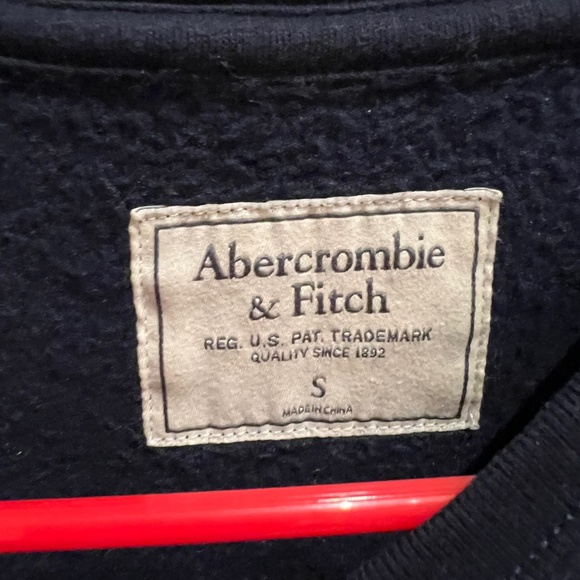 Abercrombie
& Fitch
REG. U.S. PAT. TRADEMARK
QUALITY SINCE 1892
S
MADE IN CHINA